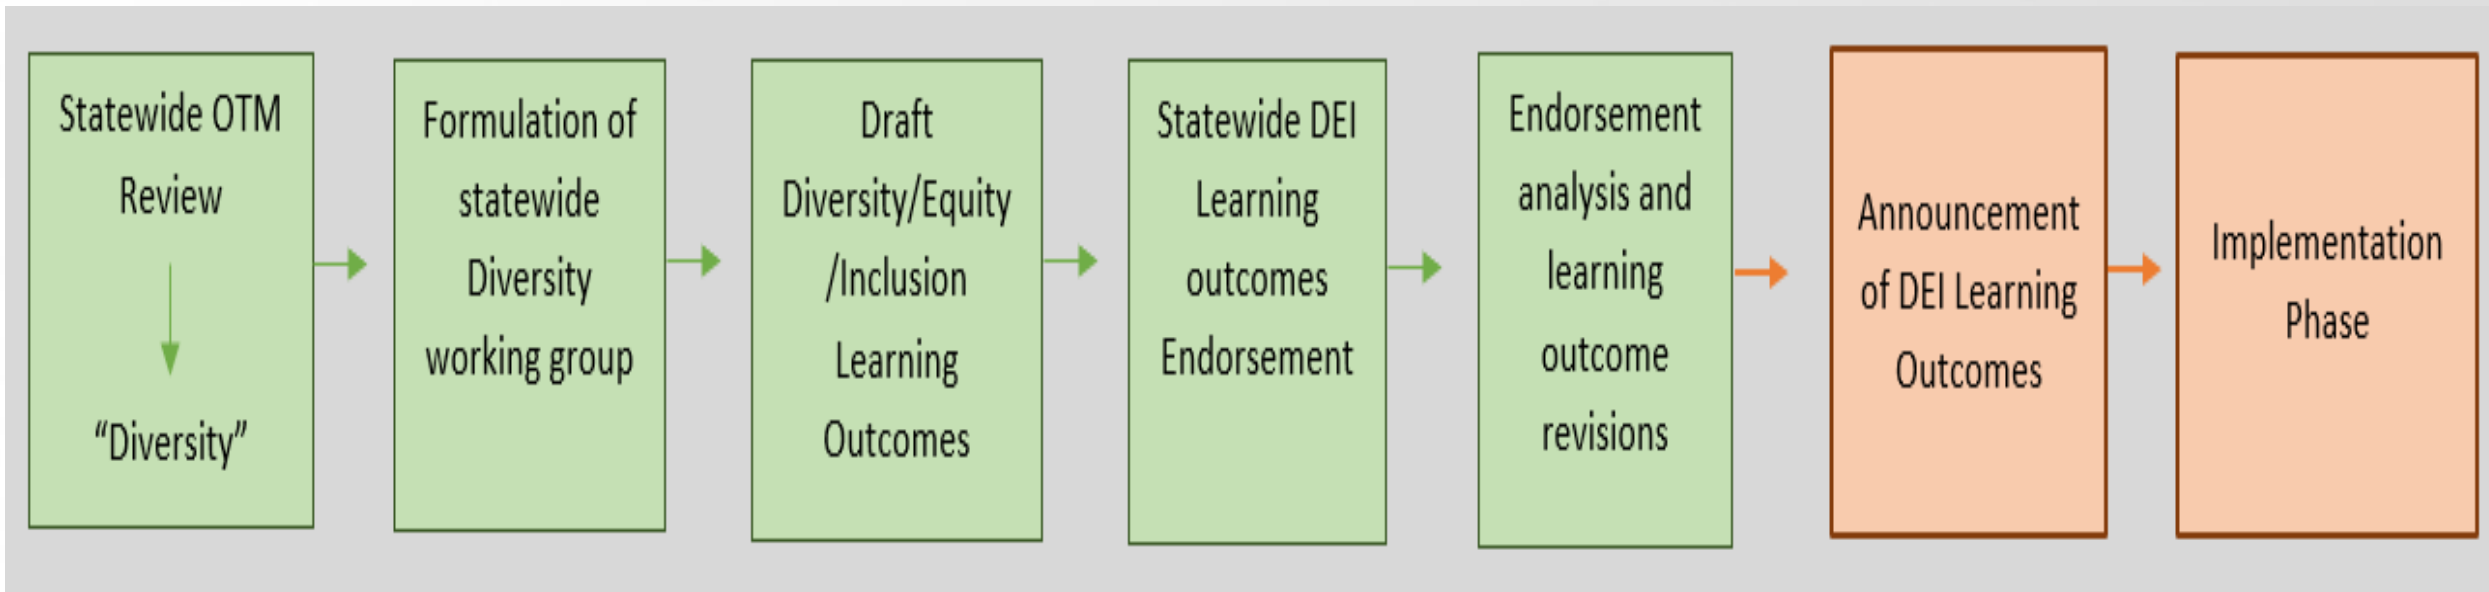 Statewide OTM
Review
“Diversity”
Formulation of
statewide
Diversity
working group
Draft
Diversity/Equity
/Inclusion
Learning
Outcomes
Statewide DEI
Learning
outcomes
Endorsement
Endorsement
analysis and
learning
outcome
revisions
Announcement
of DEI Learning
Outcomes
Implementation
Phase